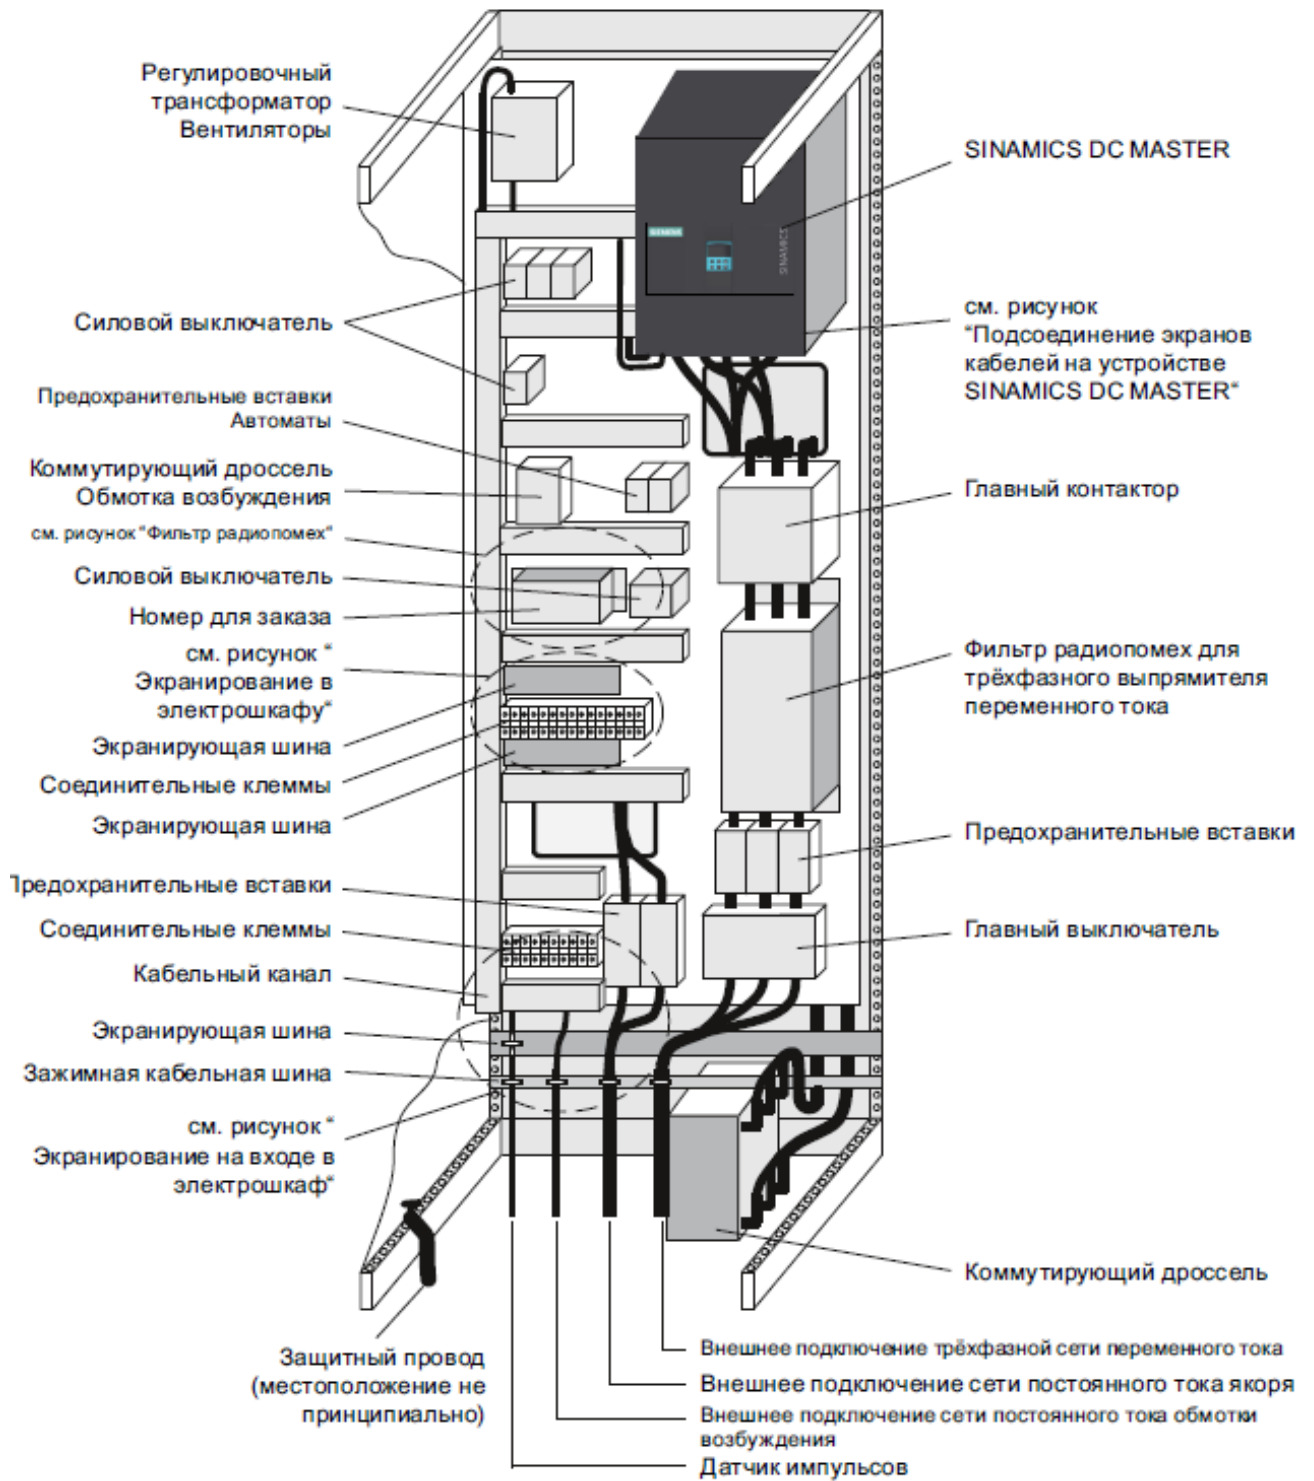 Регулировочный
трансформатор
Вентиляторы
Силовой выключатель
Предохранительные вставки
Автоматы
Коммутирующий дроссель
Обмотка возбуждения
см. рисунок “Фильтр радиопомех“
Силовой выключатель
Номер для заказа
см. рисунок “
Экранирование в
электрошкафу“
Экранирующая шина
Соединительные клеммы
Экранирующая шина
Предохранительные вставки
Соединительные клеммы
Кабельный канал
Экранирующая шина
Зажимная кабельная шина
см. рисунок “
Экранирование на входе в
электрошкаф“
Защитный провод
(местоположение не
принципиально)
SIEMENS
SINAMICS
SINAMICS DC MASTER
см. рисунок
“Подсоединение экранов
кабелей на устройстве
SINAMICS DC MASTER“
Главный контактор
Фильтр радиопомех для
трёхфазного выпрямителя
переменного тока
Предохранительные вставки
Главный выключатель
Коммутирующий дроссель
Внешнее подключение трёхфазной сети переменного тока
Внешнее подключение сети постоянного тока якоря
Внешнее подключение сети постоянного тока обмотки
возбуждения
Датчик импульсов